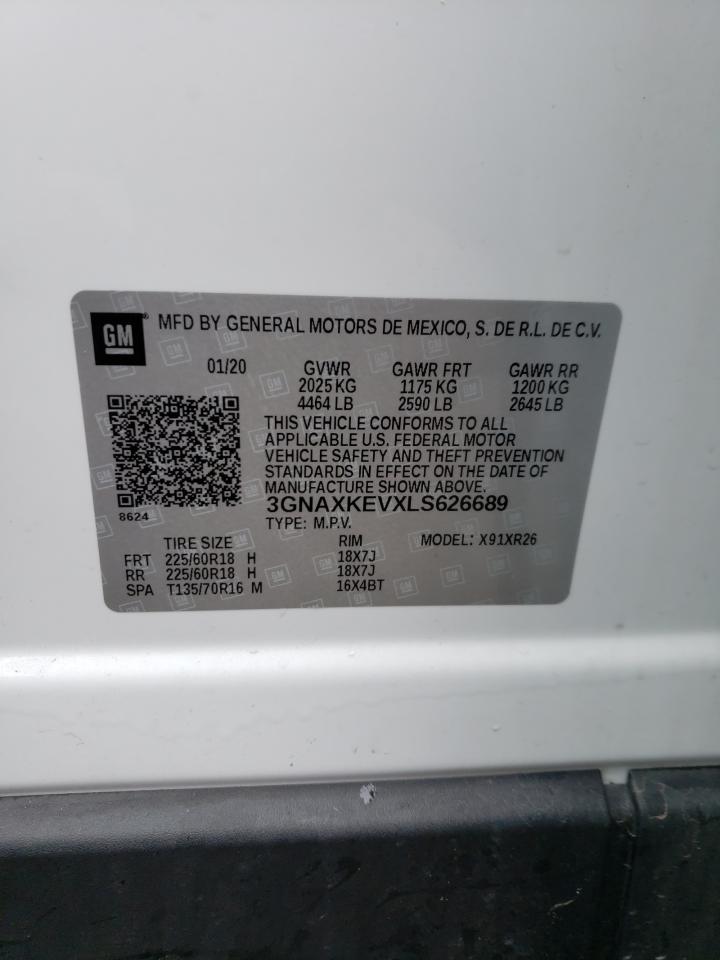 GM ® MFD BY GENERAL MOTORS DE MEXICO, S. DE R.L. DE C.V.
01/20 GVWR GAWR FRT GAWR RR
2025 KG 1175 KG 1200 KG
4464 LB 2590 LB 2645 LB
THIS VEHICLE CONFORMS TO ALL
APPLICABLE U.S. FEDERAL MOTOR
VEHICLE SAFETY AND THEFT PREVENTION
STANDARDS IN EFFECT ON THE DATE OF
MANUFACTURE SHOWN ABOVE.
8624 3GNAXKEVXLS626689
TYPE: M.P.V.
TIRE SIZE RIM MODEL: X91XR26
FRT 225/60R18 H 18X7J
RR 225/60R18 H 18X7J
SPA T135/70R16 M 16X4BT